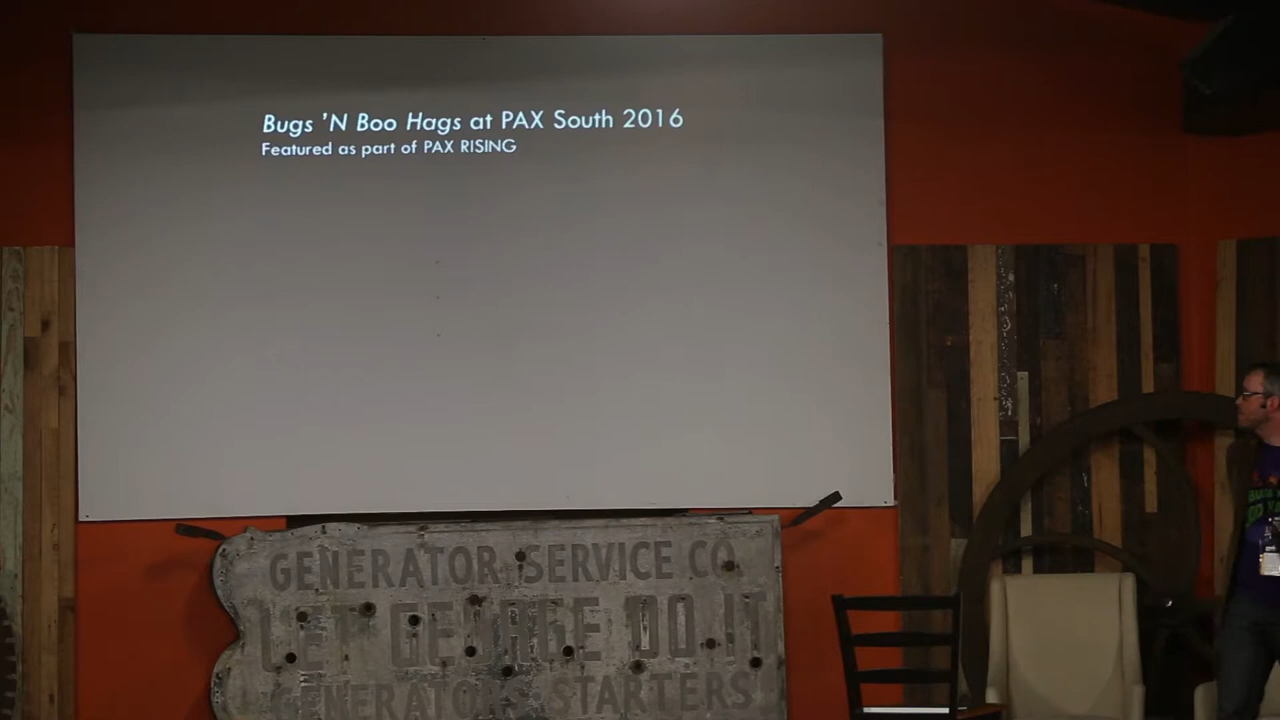 Bugs 'N Boo Hags at PAX South 2016
Featured as part of PAX RISING
GENERATOR SERVICE CO.
LET GEORGE DO IT
GENERATORS STARTERS